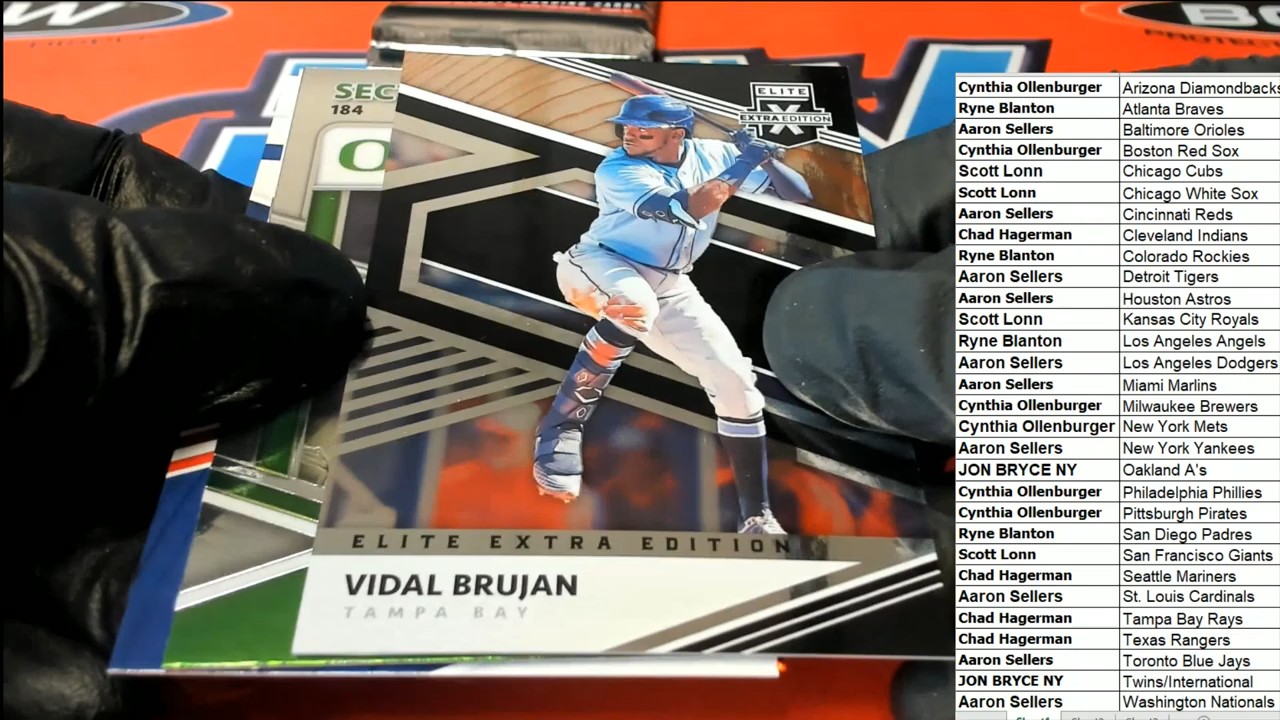 TRADING CARDS
W
BC
PROTECT
SEC
184
O
ELITE
EXTRA EDITION
X
ELITE EXTRA EDITION
VIDAL BRUJAN
TAMPA BAY
Cynthia Ollenburger Arizona Diamondbacks
Ryne Blanton Atlanta Braves
Aaron Sellers Baltimore Orioles
Cynthia Ollenburger Boston Red Sox
Scott Lonn Chicago Cubs
Scott Lonn Chicago White Sox
Aaron Sellers Cincinnati Reds
Chad Hagerman Cleveland Indians
Ryne Blanton Colorado Rockies
Aaron Sellers Detroit Tigers
Aaron Sellers Houston Astros
Scott Lonn Kansas City Royals
Ryne Blanton Los Angeles Angels
Aaron Sellers Los Angeles Dodgers
Aaron Sellers Miami Marlins
Cynthia Ollenburger Milwaukee Brewers
Cynthia Ollenburger New York Mets
Aaron Sellers New York Yankees
JON BRYCE NY Oakland A's
Cynthia Ollenburger Philadelphia Phillies
Cynthia Ollenburger Pittsburgh Pirates
Ryne Blanton San Diego Padres
Scott Lonn San Francisco Giants
Chad Hagerman Seattle Mariners
Aaron Sellers St. Louis Cardinals
Chad Hagerman Tampa Bay Rays
Chad Hagerman Texas Rangers
Aaron Sellers Toronto Blue Jays
JON BRYCE NY Twins/International
Aaron Sellers Washington Nationals